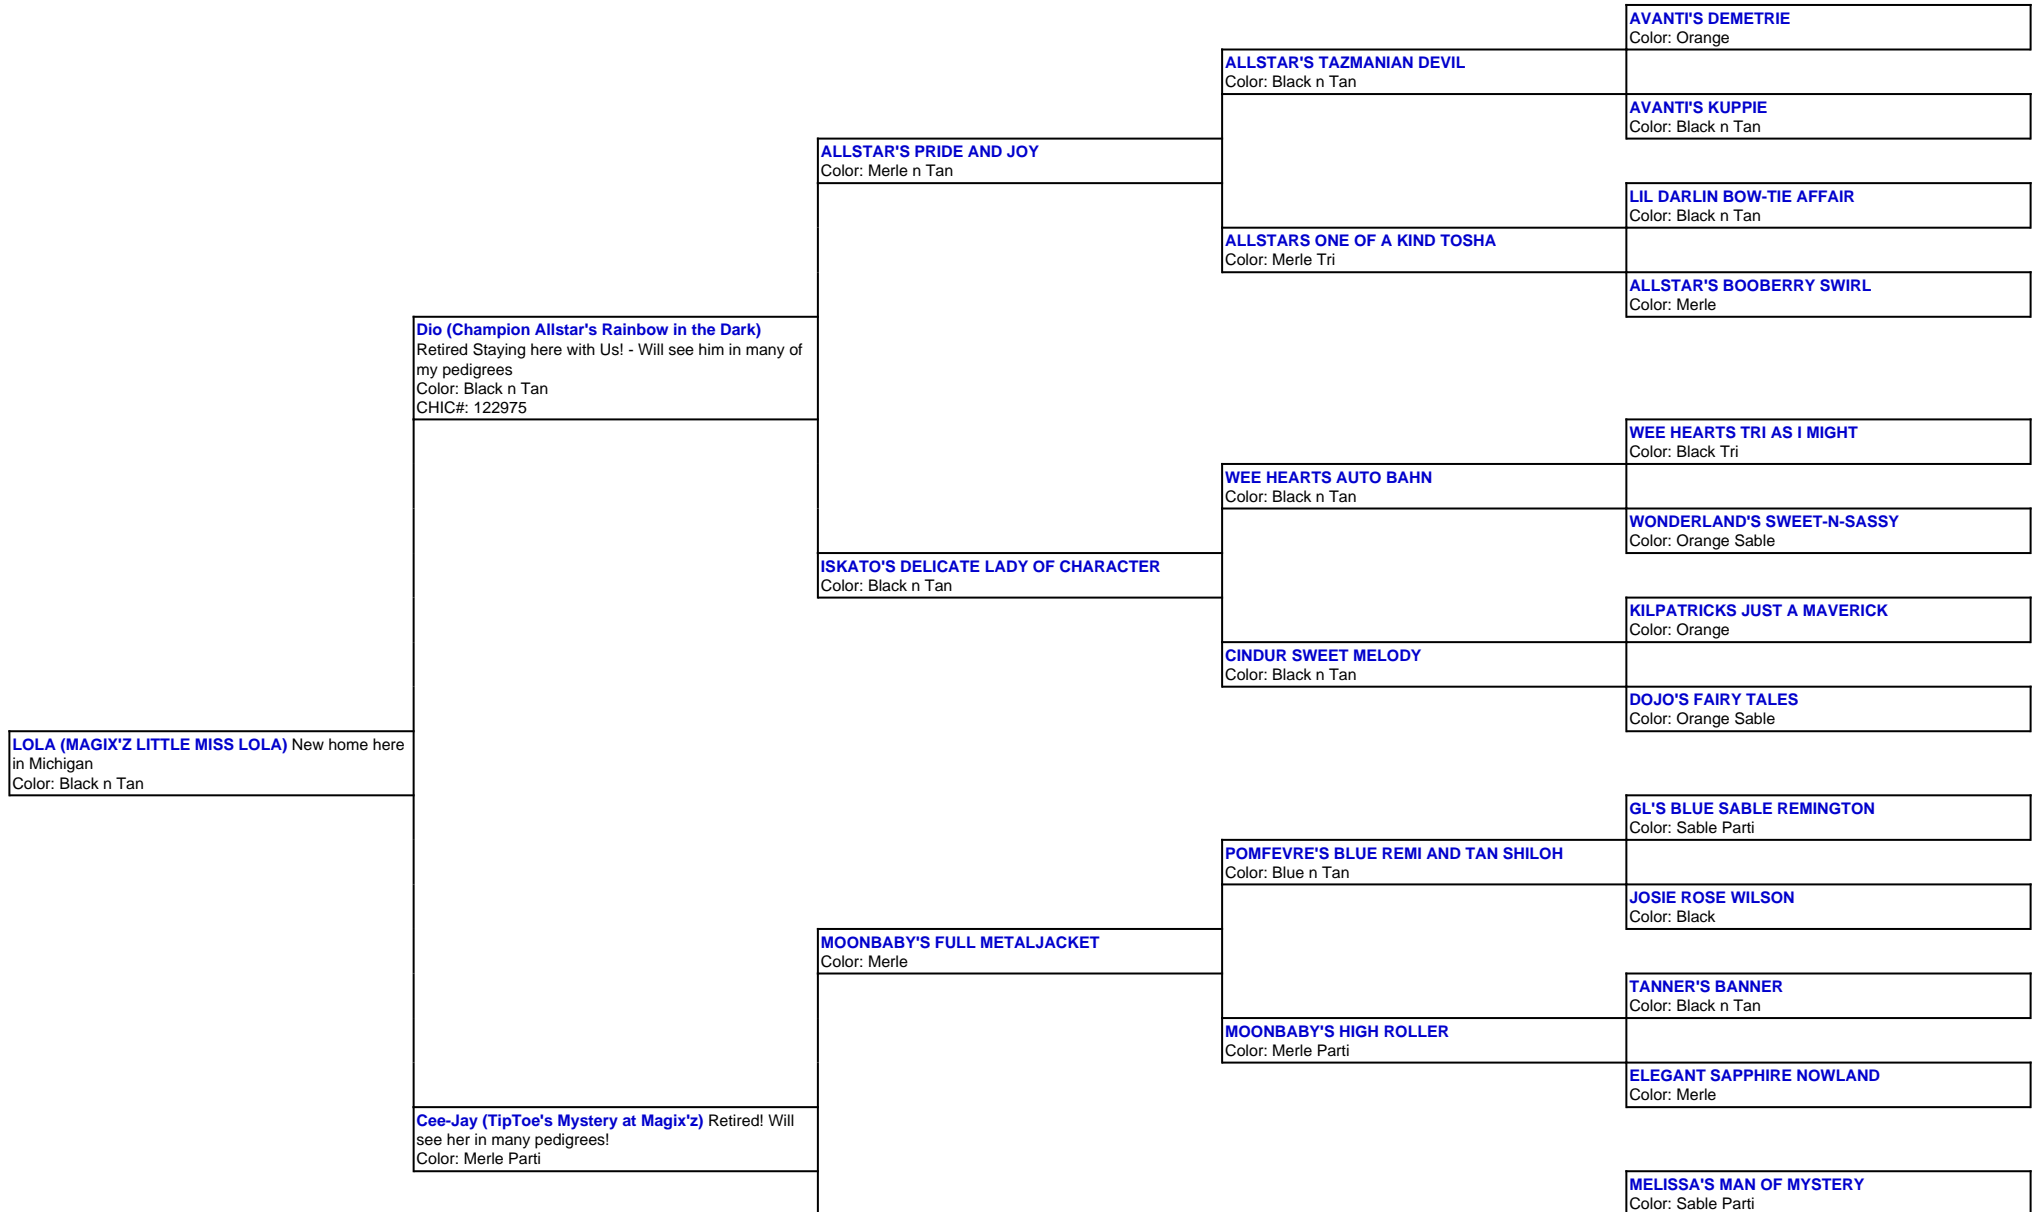 AVANTI'S DEMETRIE
Color: Orange
ALLSTAR'S TAZMANIAN DEVIL
Color: Black n Tan
AVANTI'S KUPPIE
Color: Black n Tan
ALLSTAR'S PRIDE AND JOY
Color: Merle n Tan
LIL DARLIN BOW-TIE AFFAIR
Color: Black n Tan
ALLSTARS ONE OF A KIND TOSHA
Color: Merle Tri
ALLSTAR'S BOOBERRY SWIRL
Color: Merle
Dio (Champion Allstar's Rainbow in the Dark)
Retired Staying here with Us! - Will see him in many of
my pedigrees
Color: Black n Tan
CHIC#: 122975
WEE HEARTS TRI AS I MIGHT
Color: Black Tri
WEE HEARTS AUTO BAHN
Color: Black n Tan
WONDERLAND'S SWEET-N-SASSY
Color: Orange Sable
ISKATO'S DELICATE LADY OF CHARACTER
Color: Black n Tan
KILPATRICKS JUST A MAVERICK
Color: Orange
CINDUR SWEET MELODY
Color: Black n Tan
DOJO'S FAIRY TALES
Color: Orange Sable
LOLA (MAGIX'Z LITTLE MISS LOLA) New home here
in Michigan
Color: Black n Tan
GL'S BLUE SABLE REMINGTON
Color: Sable Parti
POMFEVRE'S BLUE REMI AND TAN SHILOH
Color: Blue n Tan
JOSIE ROSE WILSON
Color: Black
MOONBABY'S FULL METALJACKET
Color: Merle
TANNER'S BANNER
Color: Black n Tan
MOONBABY'S HIGH ROLLER
Color: Merle Parti
ELEGANT SAPPHIRE NOWLAND
Color: Merle
Cee-Jay (TipToe's Mystery at Magix'z) Retired! Will
see her in many pedigrees!
Color: Merle Parti
MELISSA'S MAN OF MYSTERY
Color: Sable Parti